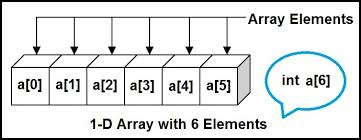 Array Elements
a[0] a[1] a[2] a[3] a[4] a[5]
int a[6]
1-D Array with 6 Elements